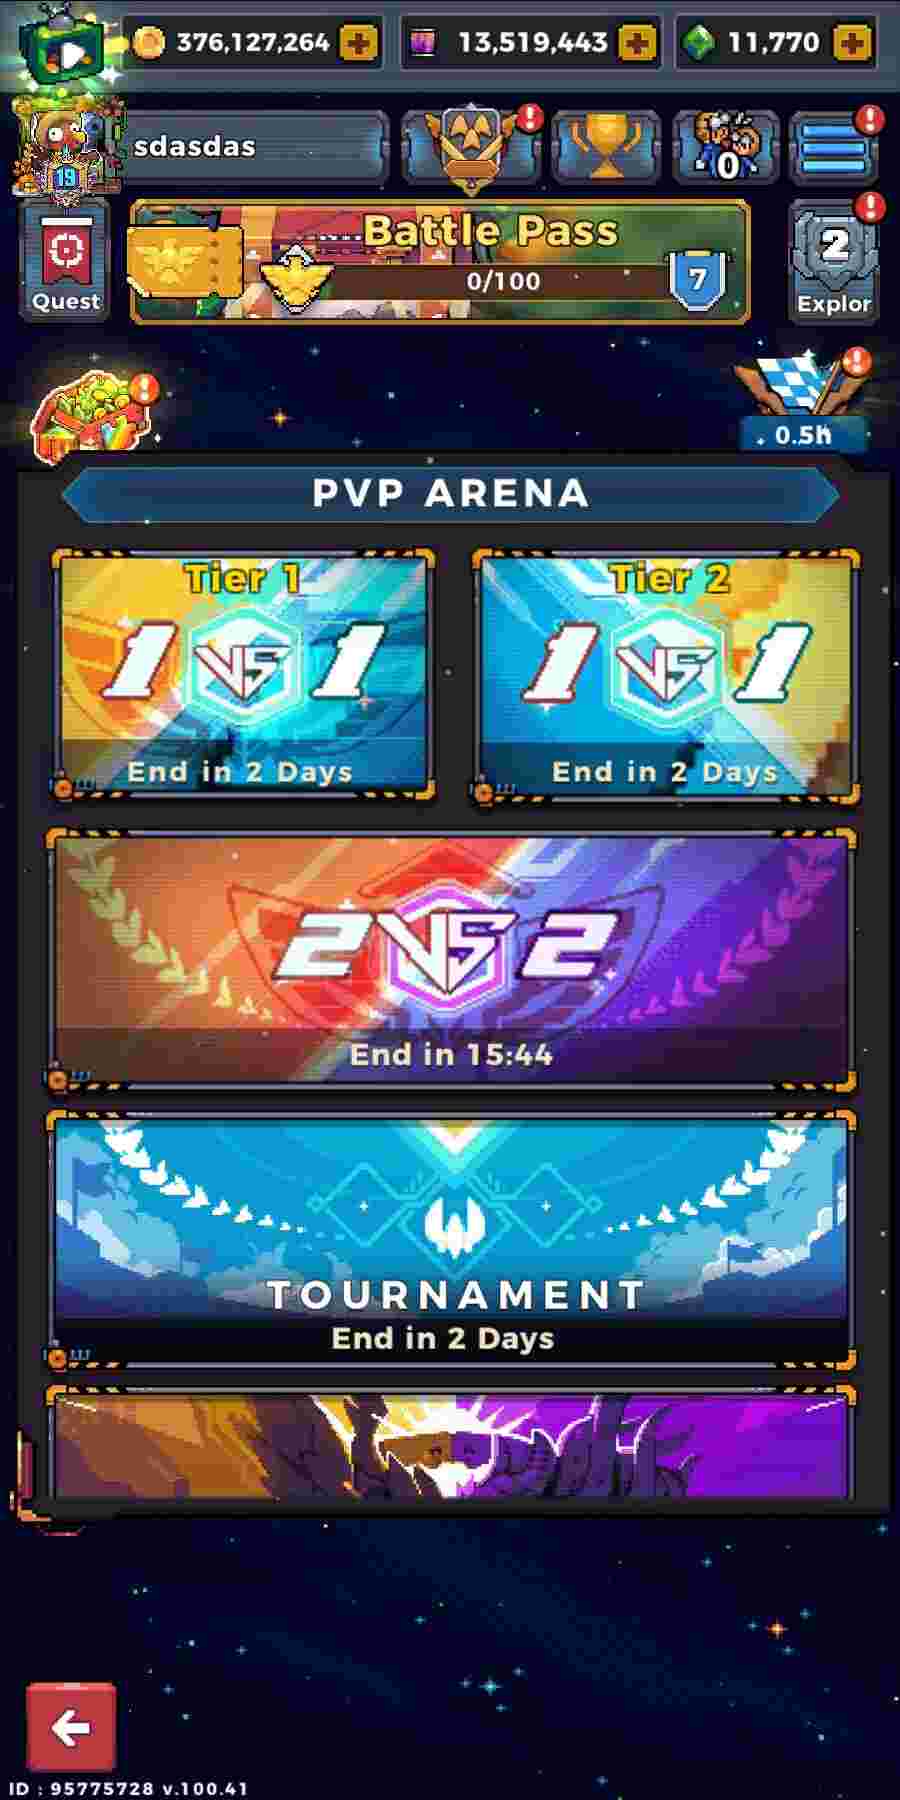 376,127,264
13,519,443
11,770
19
sdasdas
0
Quest
Battle Pass
0/100
7
2
Explor
0.5h
PVP ARENA
Tier 1
1 VS 1
End in 2 Days
Tier 2
1 VS 1
End in 2 Days
2 VS 2
End in 15:44
TOURNAMENT
End in 2 Days
ID : 95775728 v.100.41